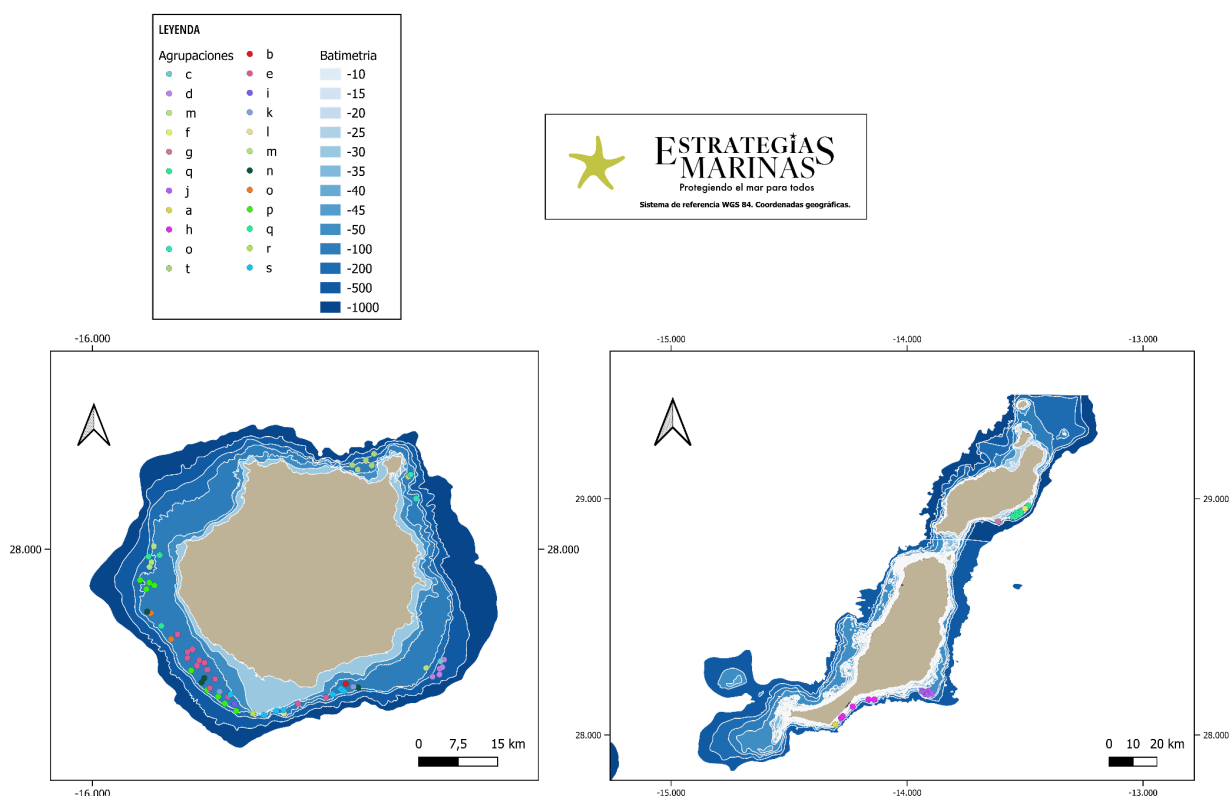 LEYENDA
Agrupaciones
c
d
m
f
g
q
j
a
h
o
t
b
e
i
k
l
m
n
o
p
q
r
s
Batimetria
-10
-15
-20
-25
-30
-35
-40
-45
-50
-100
-200
-500
-1000
ESTRATEGIAS
MARINAS
Protegiendo el mar para todos
Sistema de referencia WGS 84. Coordenadas geográficas.
-16.000
28.000
28.000
0 7,5 15 km
-16.000
-15.000 -14.000 -13.000
29.000
29.000
28.000
28.000
0 10 20 km
-15.000 -14.000 -13.000